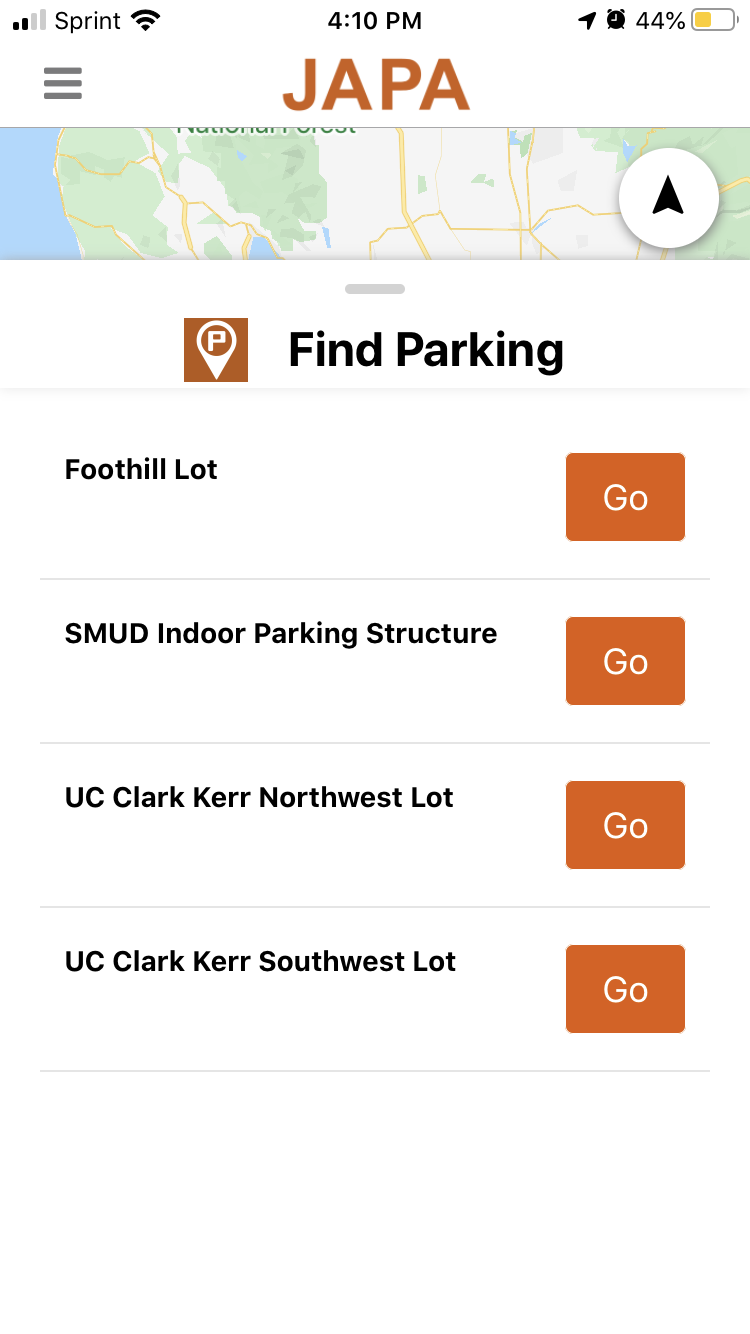 Sprint 4:10 PM 44%
JAPA
National Forest
P Find Parking
Foothill Lot
Go
SMUD Indoor Parking Structure
Go
UC Clark Kerr Northwest Lot
Go
UC Clark Kerr Southwest Lot
Go